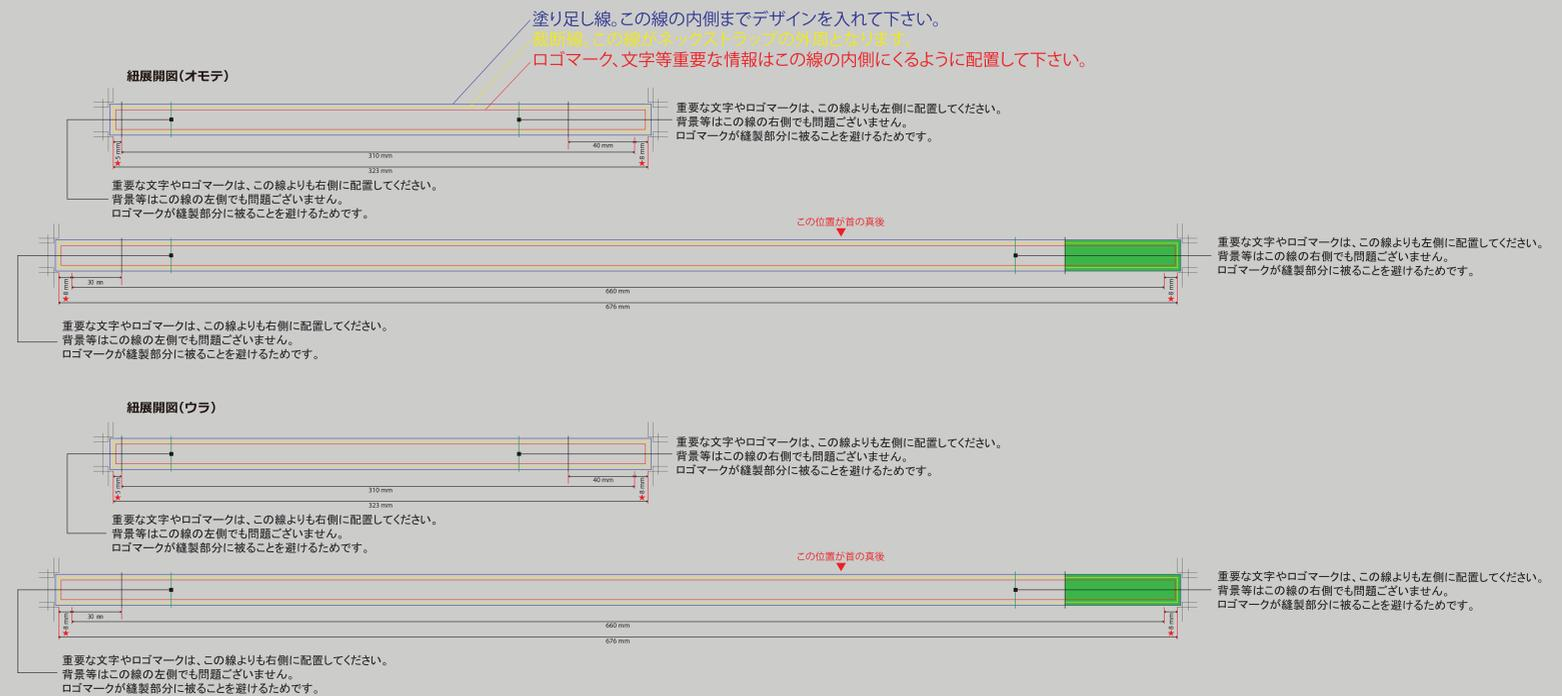 塗り足し線。この線の内側までデザインを入れて下さい。
裁断線。この線がネックストラップの外周となります。
ロゴマーク、文字等重要な情報はこの線の内側にくるように配置して下さい。
紐展開図(オモテ)
重要な文字やロゴマークは、この線よりも左側に配置してください。
背景等はこの線の右側でも問題ございません。
ロゴマークが縫製部分に被ることを避けるためです。
★5 mm
310 mm
40 mm
★8 mm
323 mm
重要な文字やロゴマークは、この線よりも右側に配置してください。
背景等はこの線の左側でも問題ございません。
ロゴマークが縫製部分に被ることを避けるためです。
この位置が首の真後
重要な文字やロゴマークは、この線よりも左側に配置してください。
背景等はこの線の右側でも問題ございません。
ロゴマークが縫製部分に被ることを避けるためです。
★8 mm
30 mm
660 mm
★8 mm
676 mm
重要な文字やロゴマークは、この線よりも右側に配置してください。
背景等はこの線の左側でも問題ございません。
ロゴマークが縫製部分に被ることを避けるためです。
紐展開図(ウラ)
重要な文字やロゴマークは、この線よりも左側に配置してください。
背景等はこの線の右側でも問題ございません。
ロゴマークが縫製部分に被ることを避けるためです。
★5 mm
310 mm
40 mm
★8 mm
323 mm
重要な文字やロゴマークは、この線よりも右側に配置してください。
背景等はこの線の左側でも問題ございません。
ロゴマークが縫製部分に被ることを避けるためです。
この位置が首の真後
重要な文字やロゴマークは、この線よりも左側に配置してください。
背景等はこの線の右側でも問題ございません。
ロゴマークが縫製部分に被ることを避けるためです。
★8 mm
30 mm
660 mm
★8 mm
676 mm
重要な文字やロゴマークは、この線よりも右側に配置してください。
背景等はこの線の左側でも問題ございません。
ロゴマークが縫製部分に被ることを避けるためです。